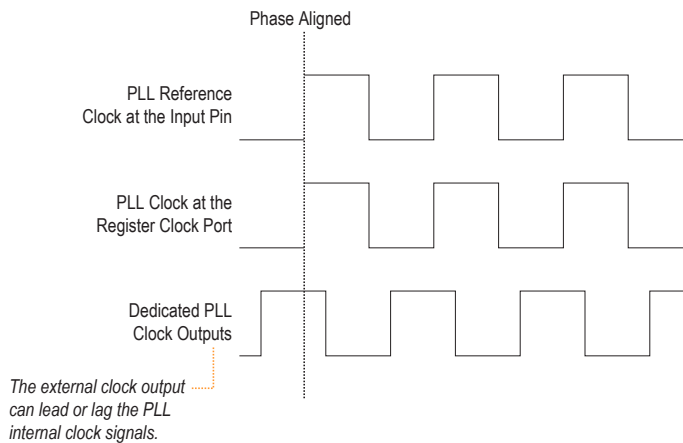 Phase Aligned
PLL Reference
Clock at the Input Pin
PLL Clock at the
Register Clock Port
Dedicated PLL
Clock Outputs
The external clock output
can lead or lag the PLL
internal clock signals.